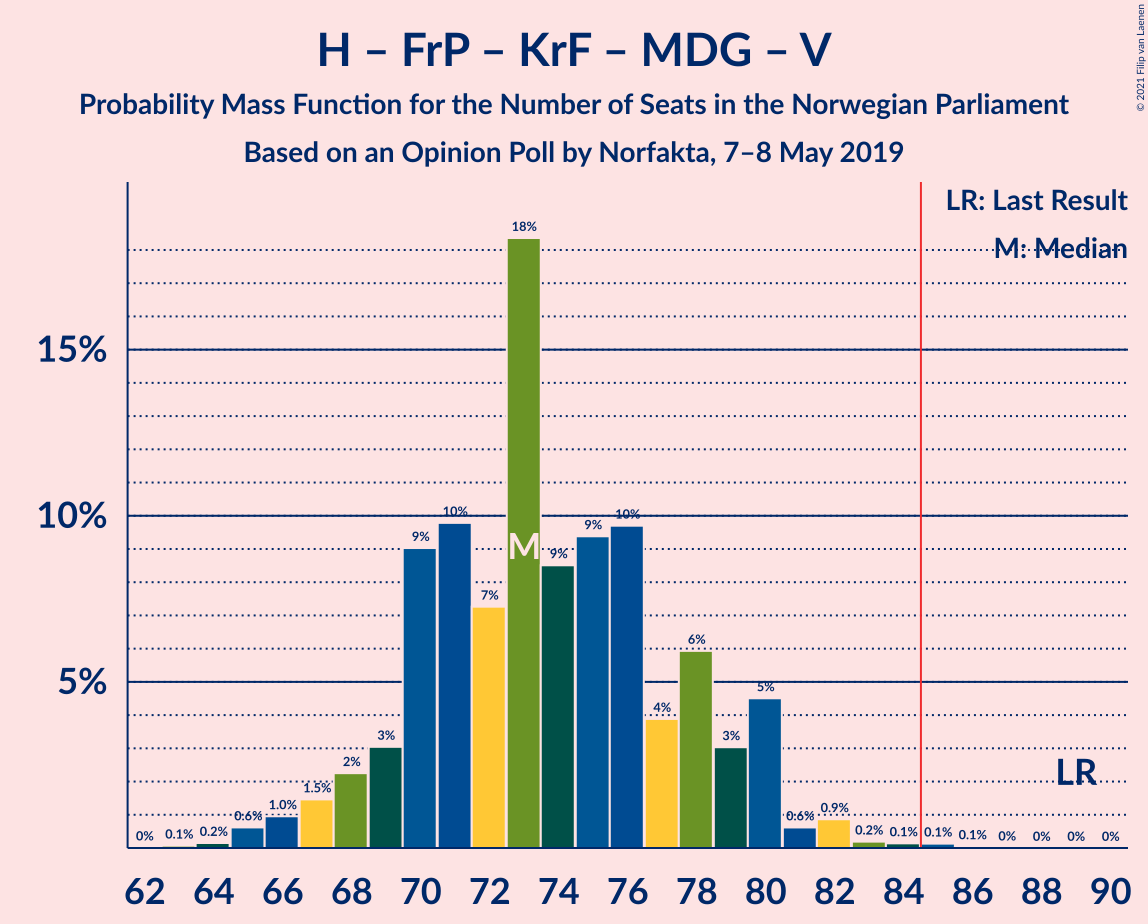 H – FrP – KrF – MDG – V
Probability Mass Function for the Number of Seats in the Norwegian Parliament
Based on an Opinion Poll by Norfakta, 7–8 May 2019
© 2021 Filip van Laenen
LR: Last Result
M: Median
15%
10%
5%
0% 0.1% 0.2% 0.6% 1.0% 1.5% 2% 3% 9% 10% 7% 18% 9% 9% 10% 4% 6% 3% 5% 0.6% 0.9% 0.2% 0.1% 0.1% 0.1% 0% 0% 0% 0%
M
LR
62 64 66 68 70 72 74 76 78 80 82 84 86 88 90